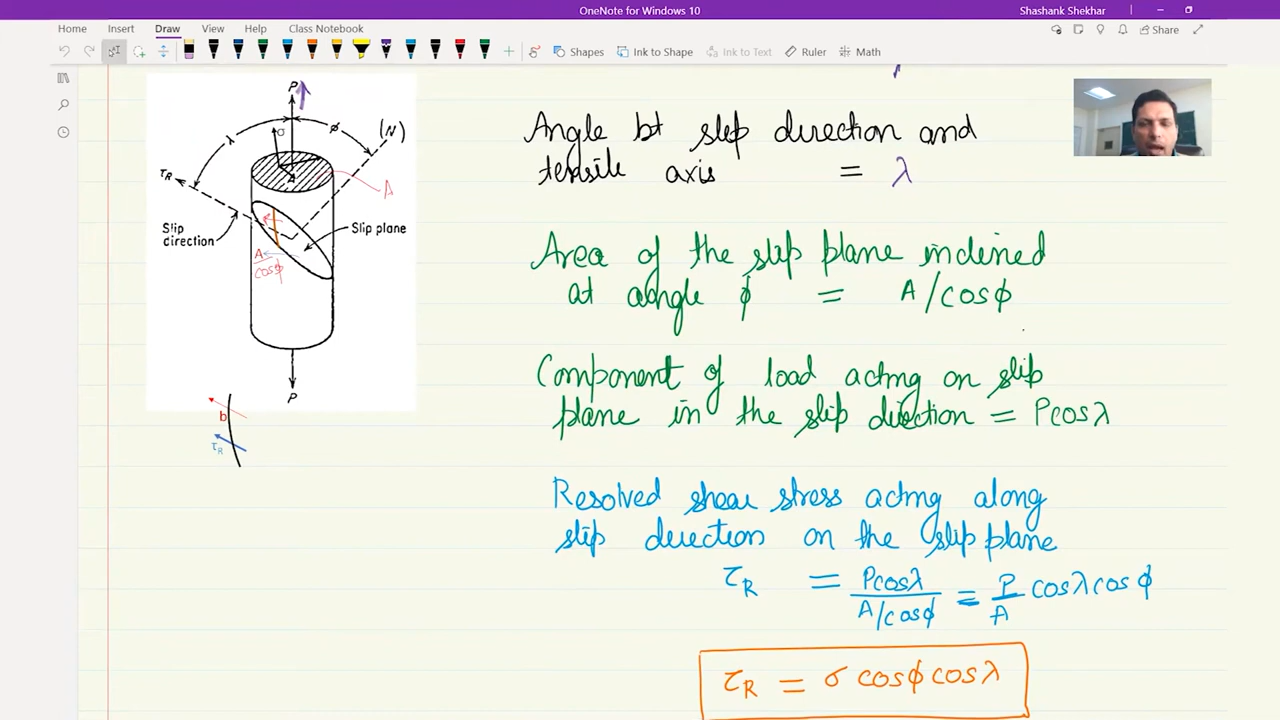 OneNote for Windows 10
Shashank Shekhar
Home Insert Draw View Help Class Notebook
Share
Shapes Ink to Shape Ink to Text Ruler Math
P
λ σ φ (N)
τR A
A
Slip direction
Slip plane
A/cosφ
P
b
τR
Angle bt slip direction and
tensile axis = λ
Area of the slip plane inclined
at aangle φ = A/cosφ
Component of load acting on slip
plane in the slip direction = Pcosλ
Resolved shear stress acting along
slip direction on the slip plane
τR = Pcosλ / A/cosφ = P/A cosλ cosφ
τR = σ cosφ cosλ